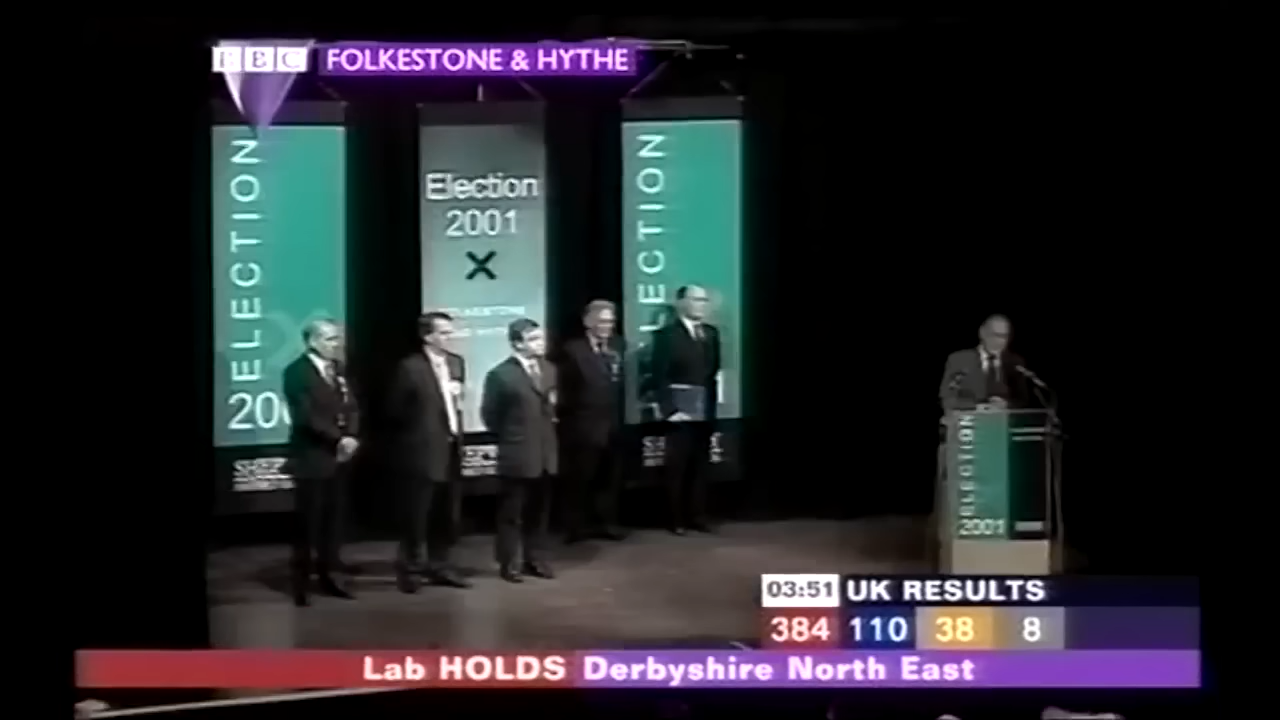 BBC FOLKESTONE & HYTHE
ELECTION
200
Election
2001
ELECTION
ELECTION
2001
03:51 UK RESULTS
384 110 38 8
Lab HOLDS Derbyshire North East